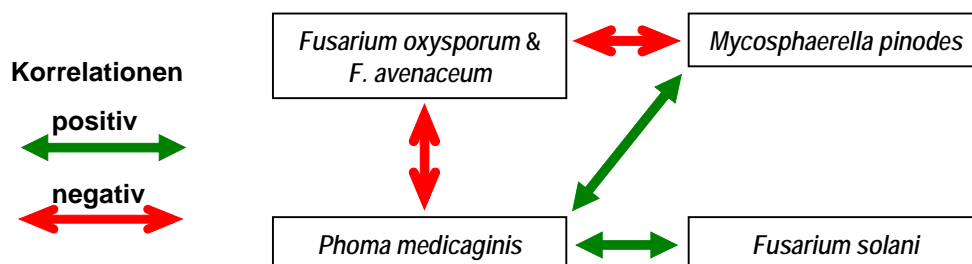 Korrelationen
positiv
negativ
Fusarium oxysporum &
F. avenaceum
Mycosphaerella pinodes
Phoma medicaginis
Fusarium solani